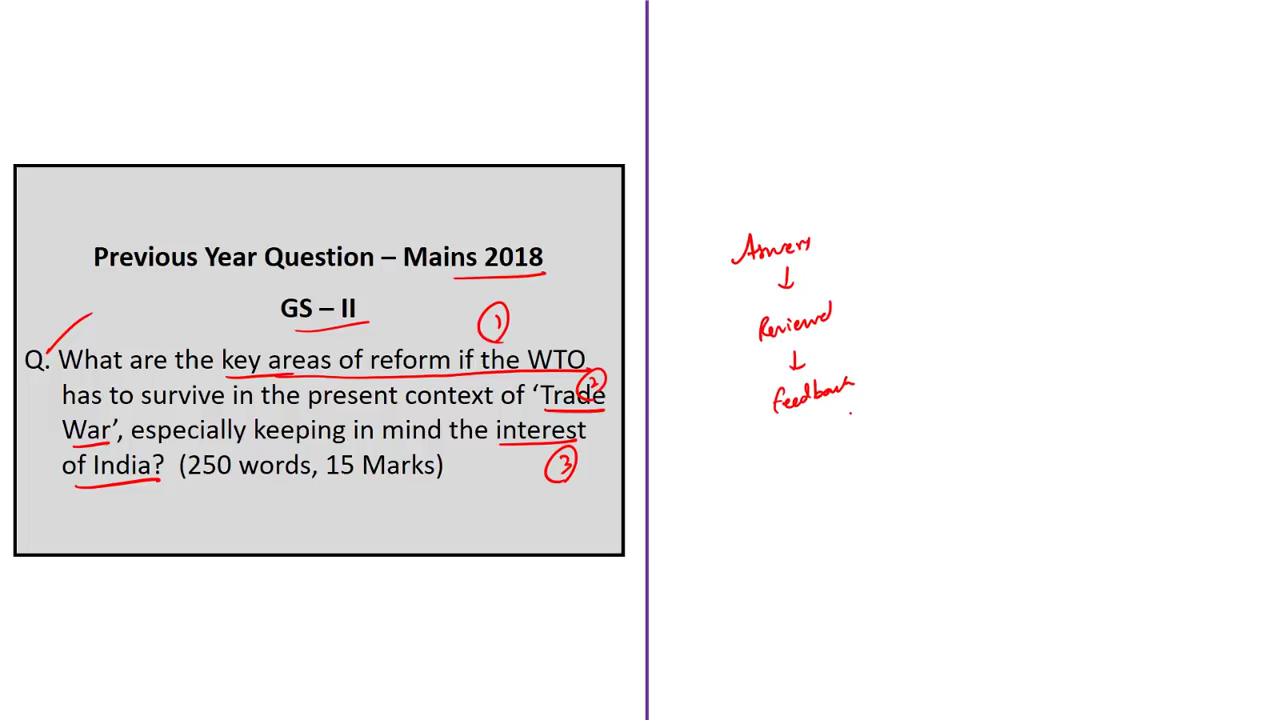 Previous Year Question – Mains 2018
GS – II
1
Q. What are the key areas of reform if the WTO
2
has to survive in the present context of ‘Trade
War’, especially keeping in mind the interest
of India? (250 words, 15 Marks)
3
Answers
↓
Reviewed
↓
Feedback